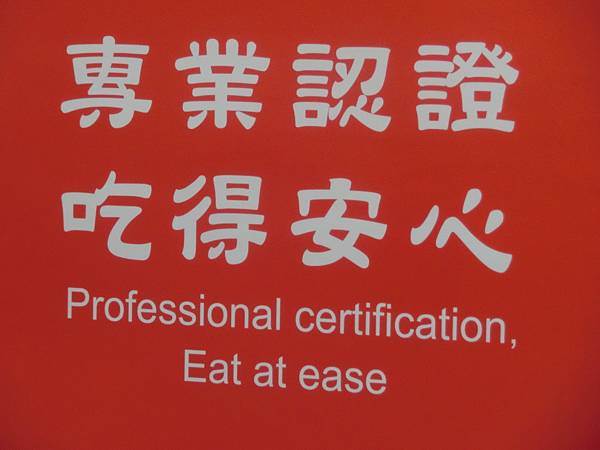 專業認證
吃得安心
Professional certification,
Eat at ease